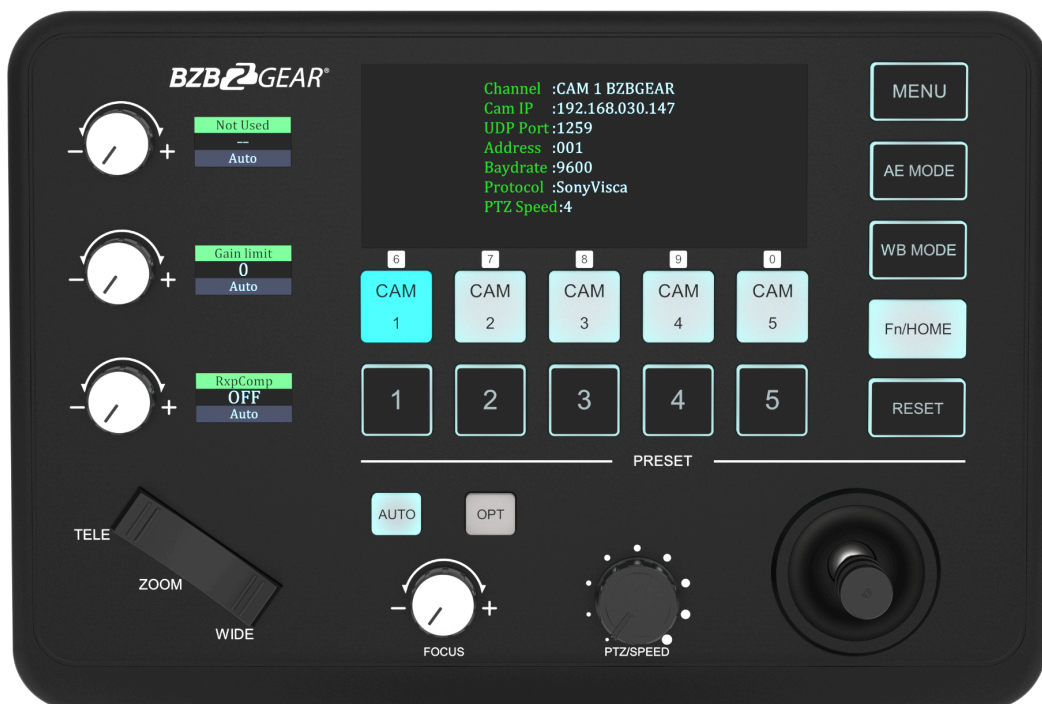 BZBGEAR®
Not Used
--
Auto
Gain limit
0
Auto
RxpComp
OFF
Auto
Channel :CAM 1 BZBGEAR
Cam IP :192.168.030.147
UDP Port:1259
Address :001
Baydrate:9600
Protocol :SonyVisca
PTZ Speed:4
MENU
AE MODE
WB MODE
Fn/HOME
RESET
6 7 8 9 0
CAM CAM CAM CAM CAM
1 2 3 4 5
1 2 3 4 5
PRESET
AUTO OPT
TELE
ZOOM
WIDE
- +
- +
- +
- +
FOCUS
PTZ/SPEED